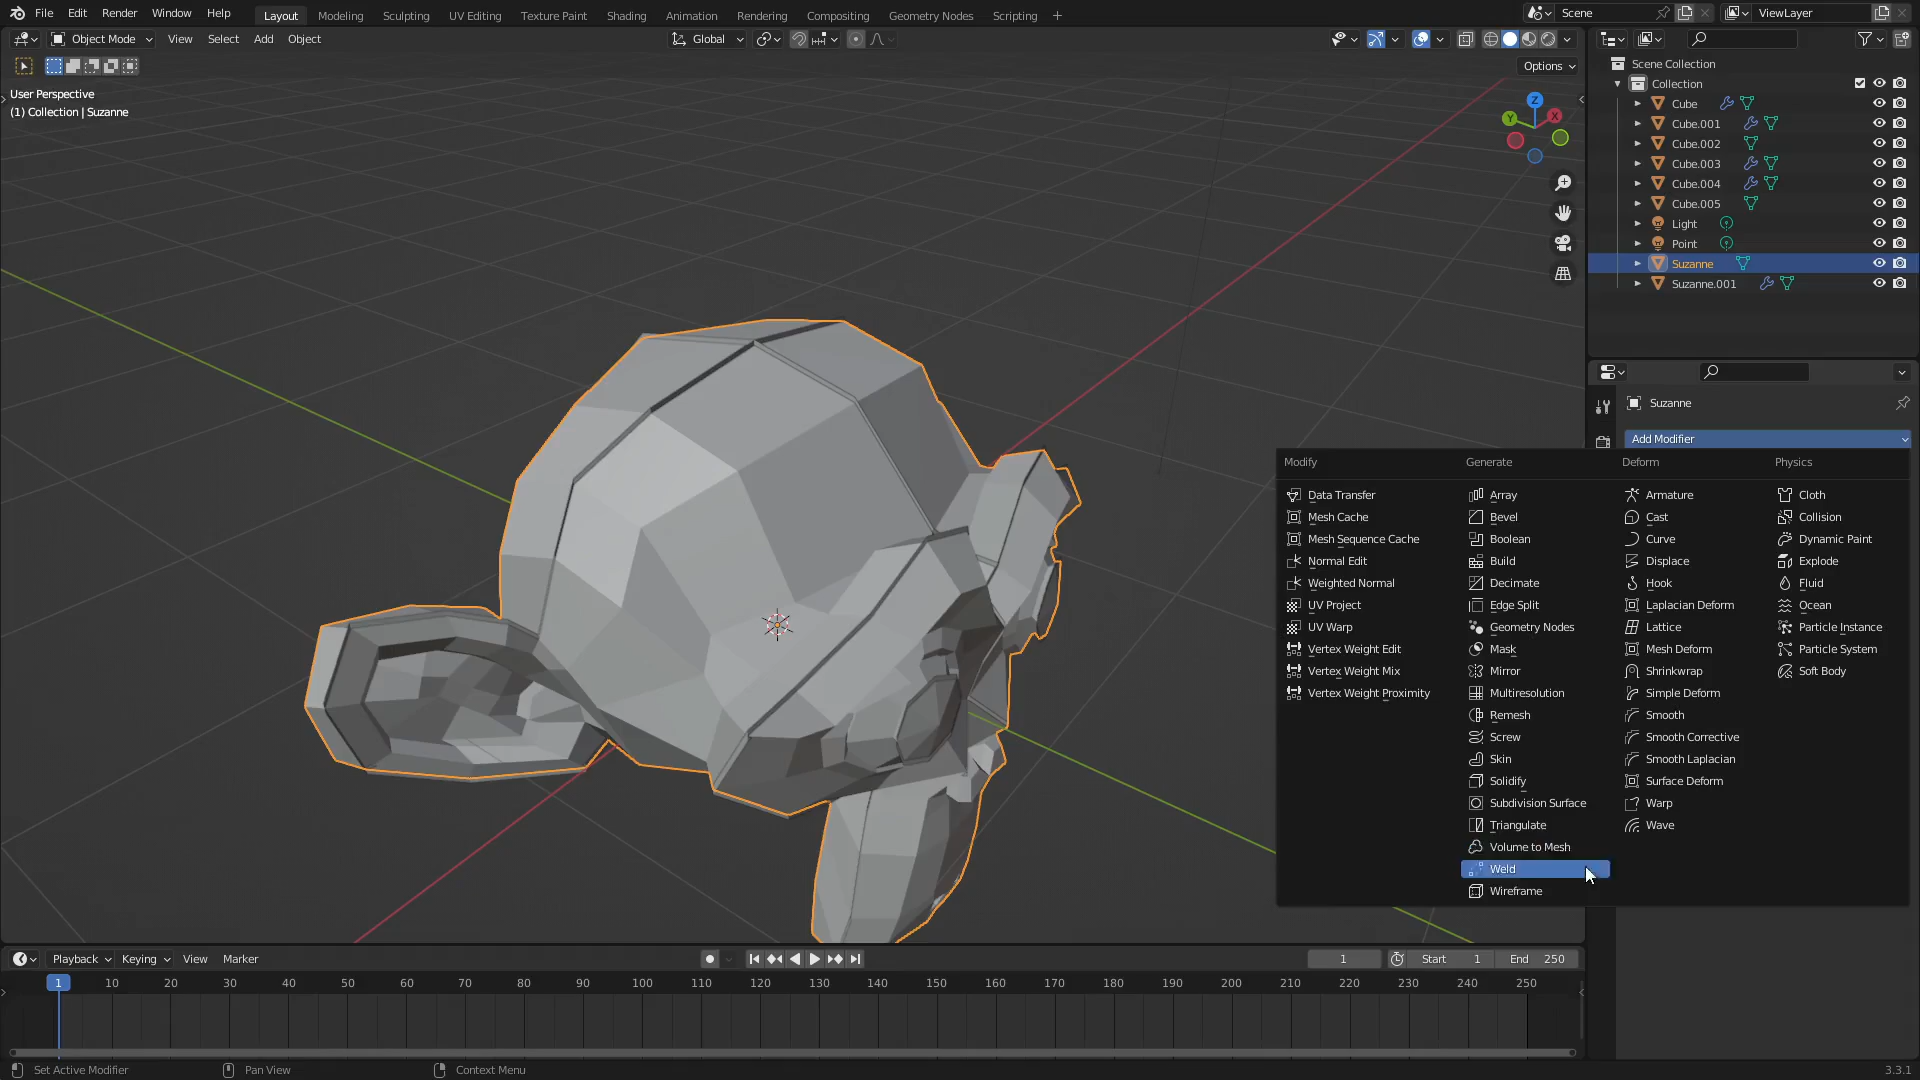 File Edit Render Window Help Layout Modeling Sculpting UV Editing Texture Paint Shading Animation Rendering Compositing Geometry Nodes Scripting + Scene ViewLayer
Object Mode View Select Add Object Global
Options
User Perspective
(1) Collection | Suzanne
Z
Y
X
Scene Collection
Collection
Cube
Cube.001
Cube.002
Cube.003
Cube.004
Cube.005
Light
Point
Suzanne
Suzanne.001
Suzanne
Add Modifier
Modify Generate Deform Physics
Data Transfer Array Armature Cloth
Mesh Cache Bevel Cast Collision
Mesh Sequence Cache Boolean Curve Dynamic Paint
Normal Edit Build Displace Explode
Weighted Normal Decimate Hook Fluid
UV Project Edge Split Laplacian Deform Ocean
UV Warp Geometry Nodes Lattice Particle Instance
Vertex Weight Edit Mask Mesh Deform Particle System
Vertex Weight Mix Mirror Shrinkwrap Soft Body
Vertex Weight Proximity Multiresolution Simple Deform
Remesh Smooth
Screw Smooth Corrective
Skin Smooth Laplacian
Solidify Surface Deform
Subdivision Surface Warp
Triangulate Wave
Volume to Mesh
Weld
Wireframe
Playback Keying View Marker 1 Start 1 End 250
1 10 20 30 40 50 60 70 80 90 100 110 120 130 140 150 160 170 180 190 200 210 220 230 240 250
Set Active Modifier Pan View Context Menu 3.3.1